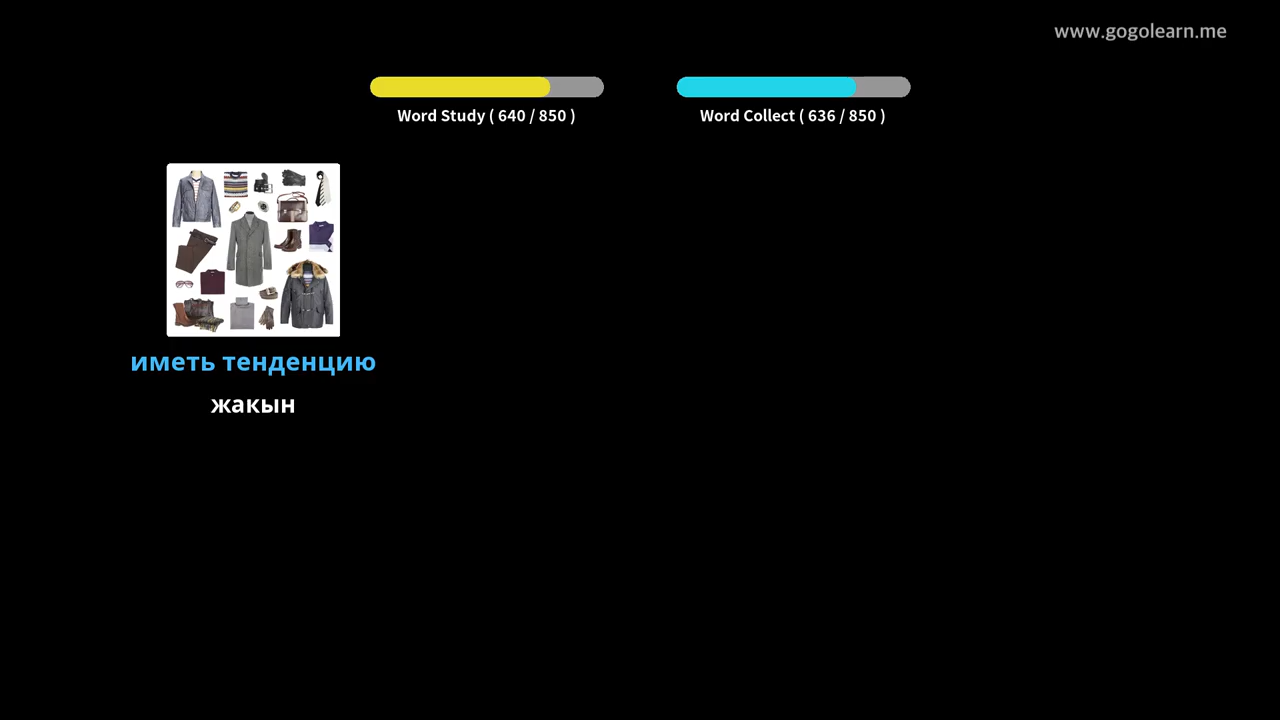 www.gogolearn.me
Word Study ( 640 / 850 )
Word Collect ( 636 / 850 )
иметь тенденцию
жакын